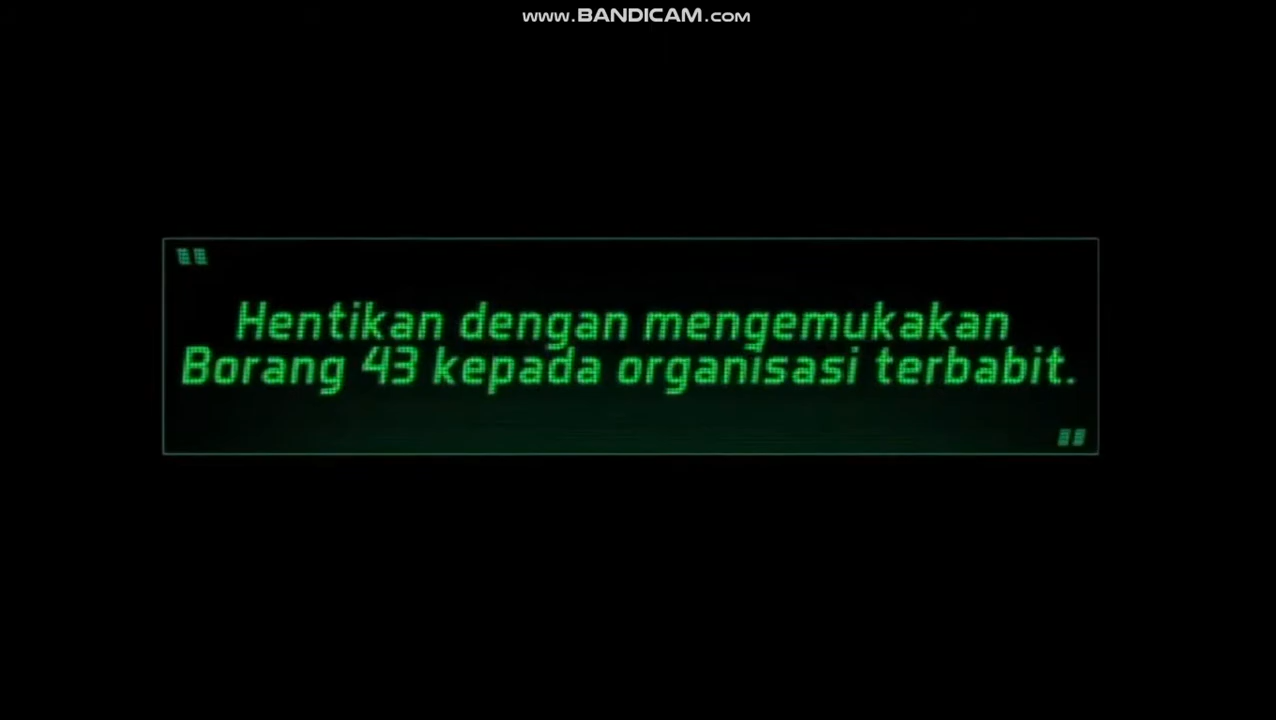 www.BANDICAM.COM
"
Hentikan dengan mengemukakan
Borang 43 kepada organisasi terbabit.
"